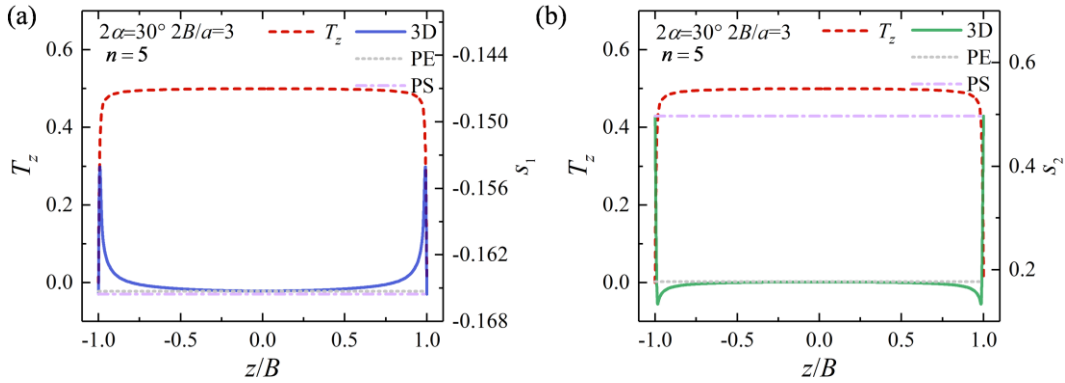 (a)
2α=30° 2B/a=3
n = 5
T_z
3D
PE
PS
0.6
0.4
0.2
0.0
T_z
-0.144
-0.150
-0.156
-0.162
-0.168
s_1
-1.0 -0.5 0.0 0.5 1.0
z/B
(b)
2α=30° 2B/a=3
n = 5
T_z
3D
PE
PS
0.6
0.4
0.2
0.0
T_z
0.6
0.4
0.2
s_2
-1.0 -0.5 0.0 0.5 1.0
z/B